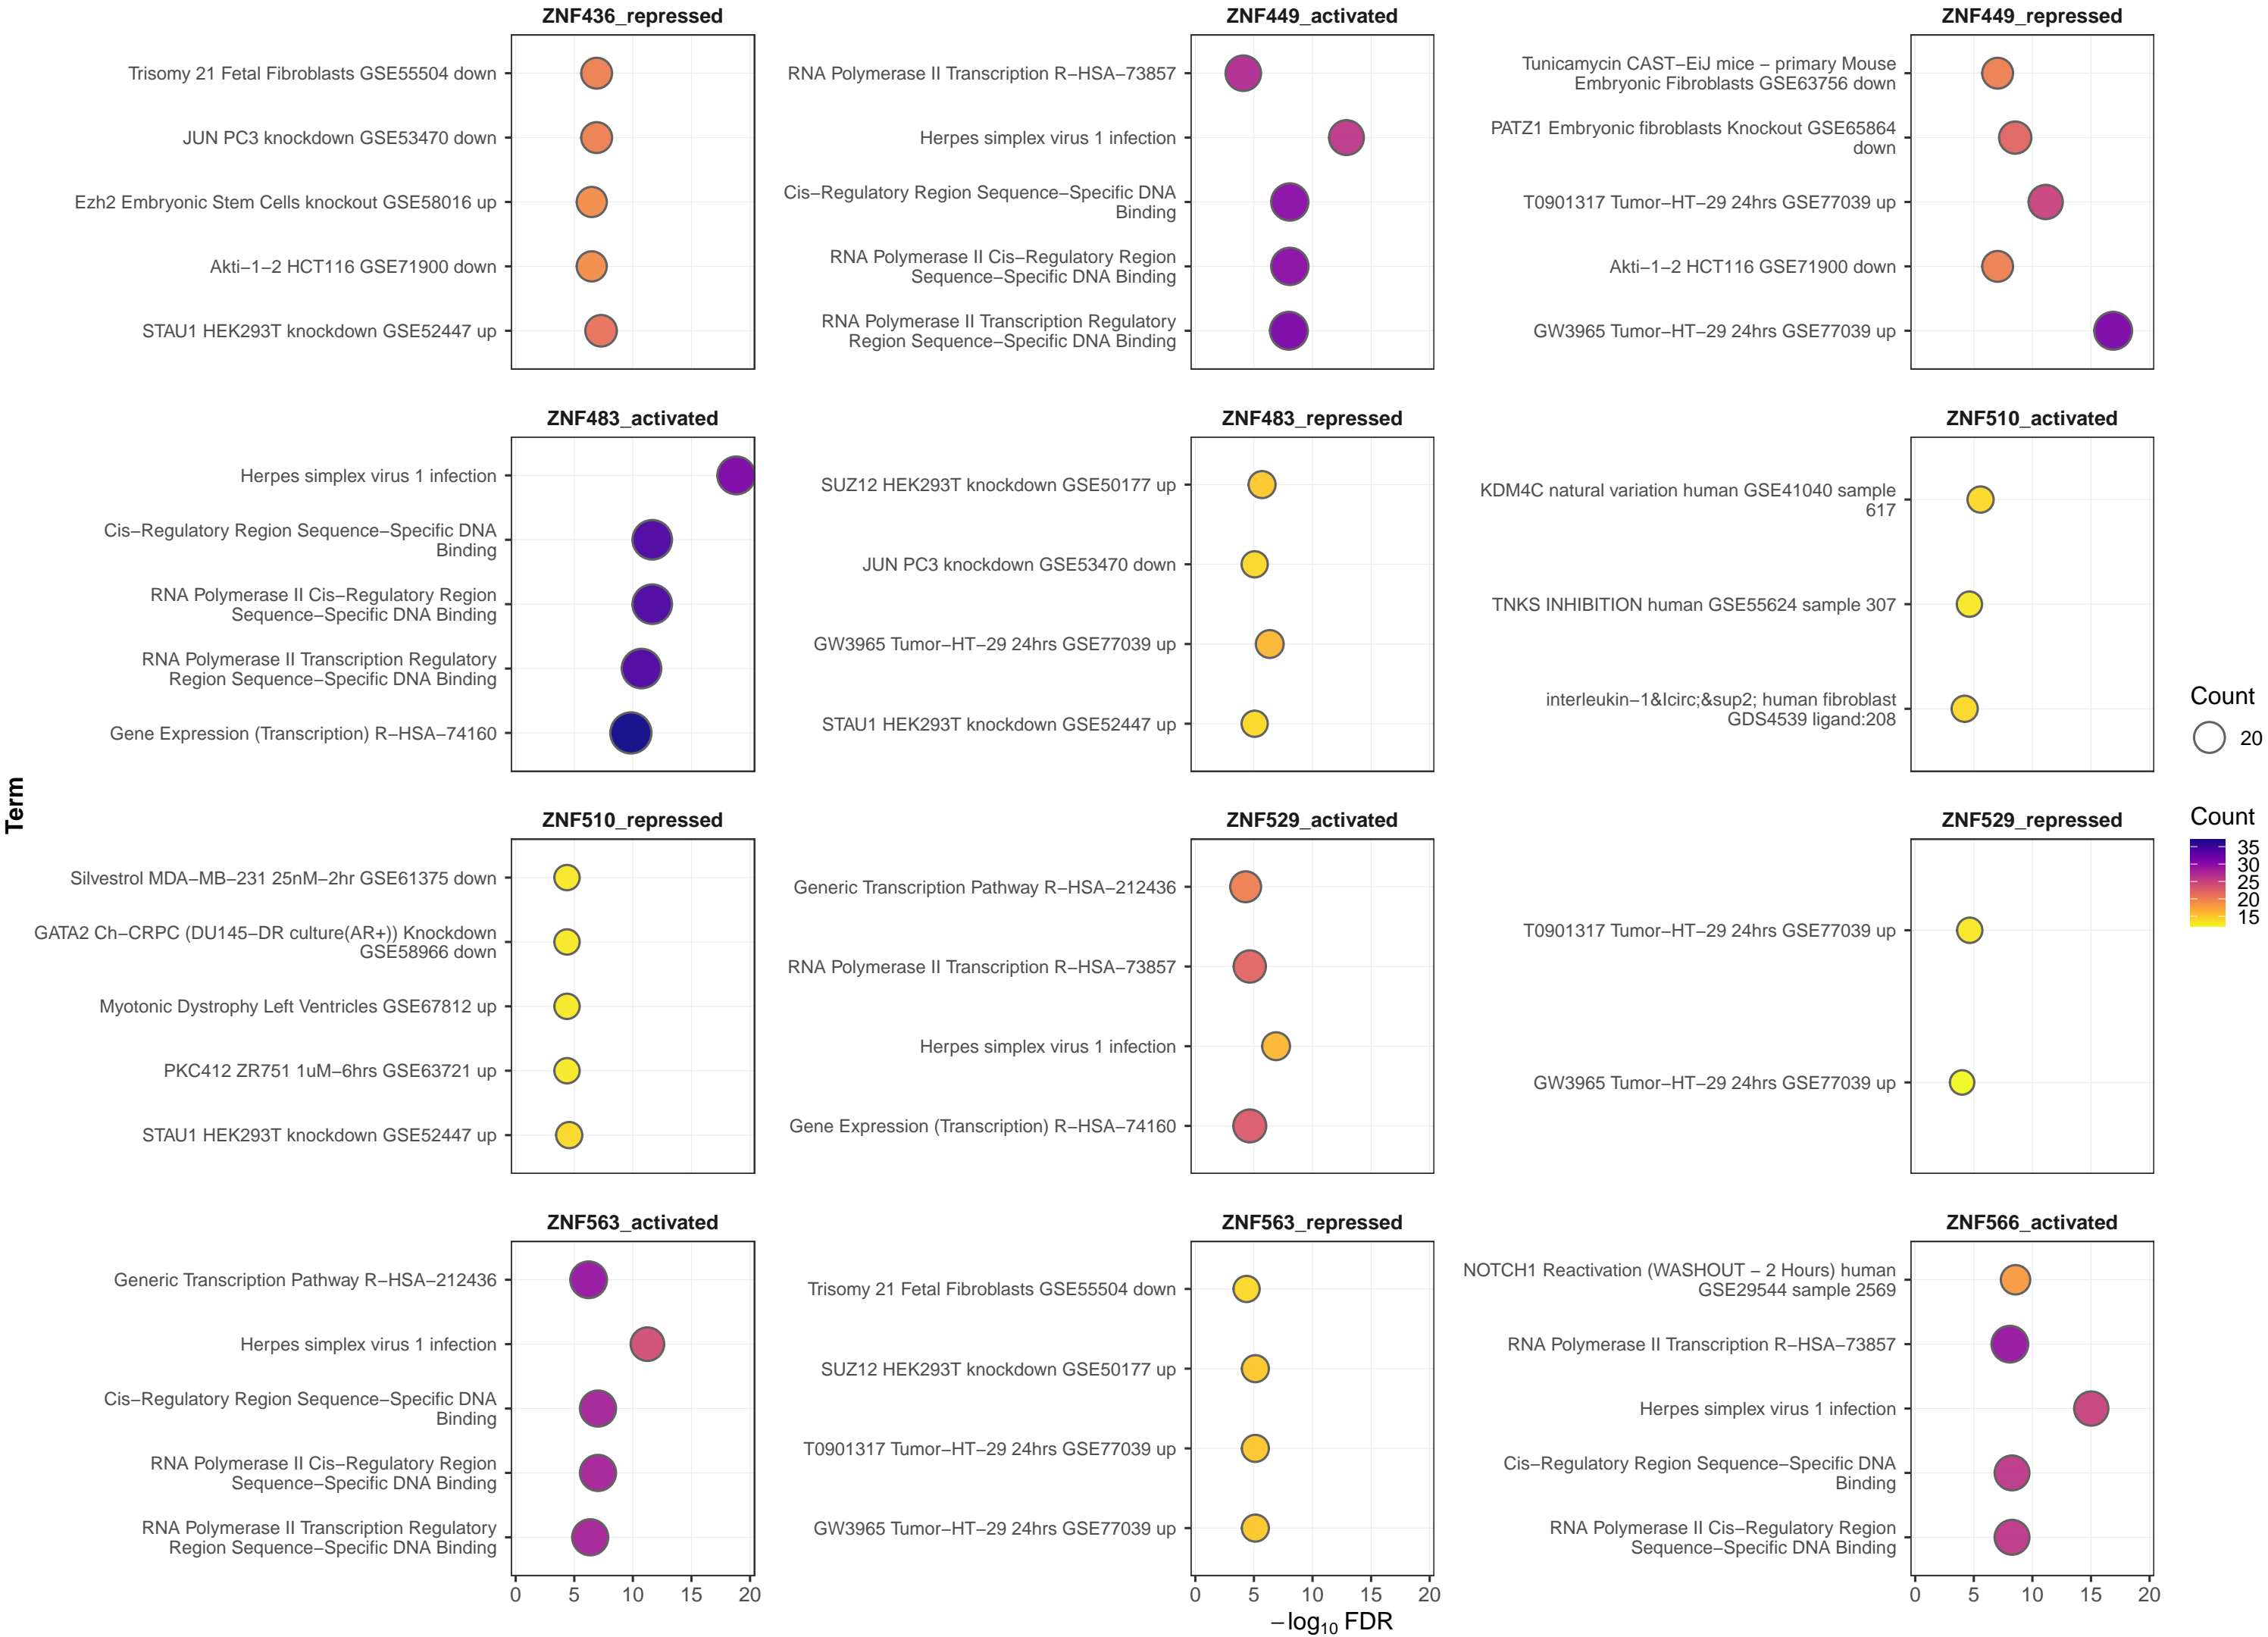 ZNF436_repressed
Trisomy 21 Fetal Fibroblasts GSE55504 down
JUN PC3 knockdown GSE53470 down
Ezh2 Embryonic Stem Cells knockout GSE58016 up
Akti−1−2 HCT116 GSE71900 down
STAU1 HEK293T knockdown GSE52447 up
ZNF449_activated
RNA Polymerase II Transcription R−HSA−73857
Herpes simplex virus 1 infection
Cis−Regulatory Region Sequence−Specific DNA
Binding
RNA Polymerase II Cis−Regulatory Region
Sequence−Specific DNA Binding
RNA Polymerase II Transcription Regulatory
Region Sequence−Specific DNA Binding
ZNF449_repressed
Tunicamycin CAST−EiJ mice − primary Mouse
Embryonic Fibroblasts GSE63756 down
PATZ1 Embryonic fibroblasts Knockout GSE65864
down
T0901317 Tumor−HT−29 24hrs GSE77039 up
Akti−1−2 HCT116 GSE71900 down
GW3965 Tumor−HT−29 24hrs GSE77039 up
ZNF483_activated
Herpes simplex virus 1 infection
Cis−Regulatory Region Sequence−Specific DNA
Binding
RNA Polymerase II Cis−Regulatory Region
Sequence−Specific DNA Binding
RNA Polymerase II Transcription Regulatory
Region Sequence−Specific DNA Binding
Gene Expression (Transcription) R−HSA−74160
ZNF483_repressed
SUZ12 HEK293T knockdown GSE50177 up
JUN PC3 knockdown GSE53470 down
GW3965 Tumor−HT−29 24hrs GSE77039 up
STAU1 HEK293T knockdown GSE52447 up
ZNF510_activated
KDM4C natural variation human GSE41040 sample
617
TNKS INHIBITION human GSE55624 sample 307
interleukin−1&Icirc;&sup2; human fibroblast
GDS4539 ligand:208
ZNF510_repressed
Silvestrol MDA−MB−231 25nM−2hr GSE61375 down
GATA2 Ch−CRPC (DU145−DR culture(AR+)) Knockdown
GSE58966 down
Myotonic Dystrophy Left Ventricles GSE67812 up
PKC412 ZR751 1uM−6hrs GSE63721 up
STAU1 HEK293T knockdown GSE52447 up
ZNF529_activated
Generic Transcription Pathway R−HSA−212436
RNA Polymerase II Transcription R−HSA−73857
Herpes simplex virus 1 infection
Gene Expression (Transcription) R−HSA−74160
ZNF529_repressed
T0901317 Tumor−HT−29 24hrs GSE77039 up
GW3965 Tumor−HT−29 24hrs GSE77039 up
ZNF563_activated
Generic Transcription Pathway R−HSA−212436
Herpes simplex virus 1 infection
Cis−Regulatory Region Sequence−Specific DNA
Binding
RNA Polymerase II Cis−Regulatory Region
Sequence−Specific DNA Binding
RNA Polymerase II Transcription Regulatory
Region Sequence−Specific DNA Binding
0 5 10 15 20
ZNF563_repressed
Trisomy 21 Fetal Fibroblasts GSE55504 down
SUZ12 HEK293T knockdown GSE50177 up
T0901317 Tumor−HT−29 24hrs GSE77039 up
GW3965 Tumor−HT−29 24hrs GSE77039 up
0 5 10 15 20
ZNF566_activated
NOTCH1 Reactivation (WASHOUT − 2 Hours) human
GSE29544 sample 2569
RNA Polymerase II Transcription R−HSA−73857
Herpes simplex virus 1 infection
Cis−Regulatory Region Sequence−Specific DNA
Binding
RNA Polymerase II Cis−Regulatory Region
Sequence−Specific DNA Binding
0 5 10 15 20
−log₁₀ FDR
Term
Count
20
Count
35
30
25
20
15